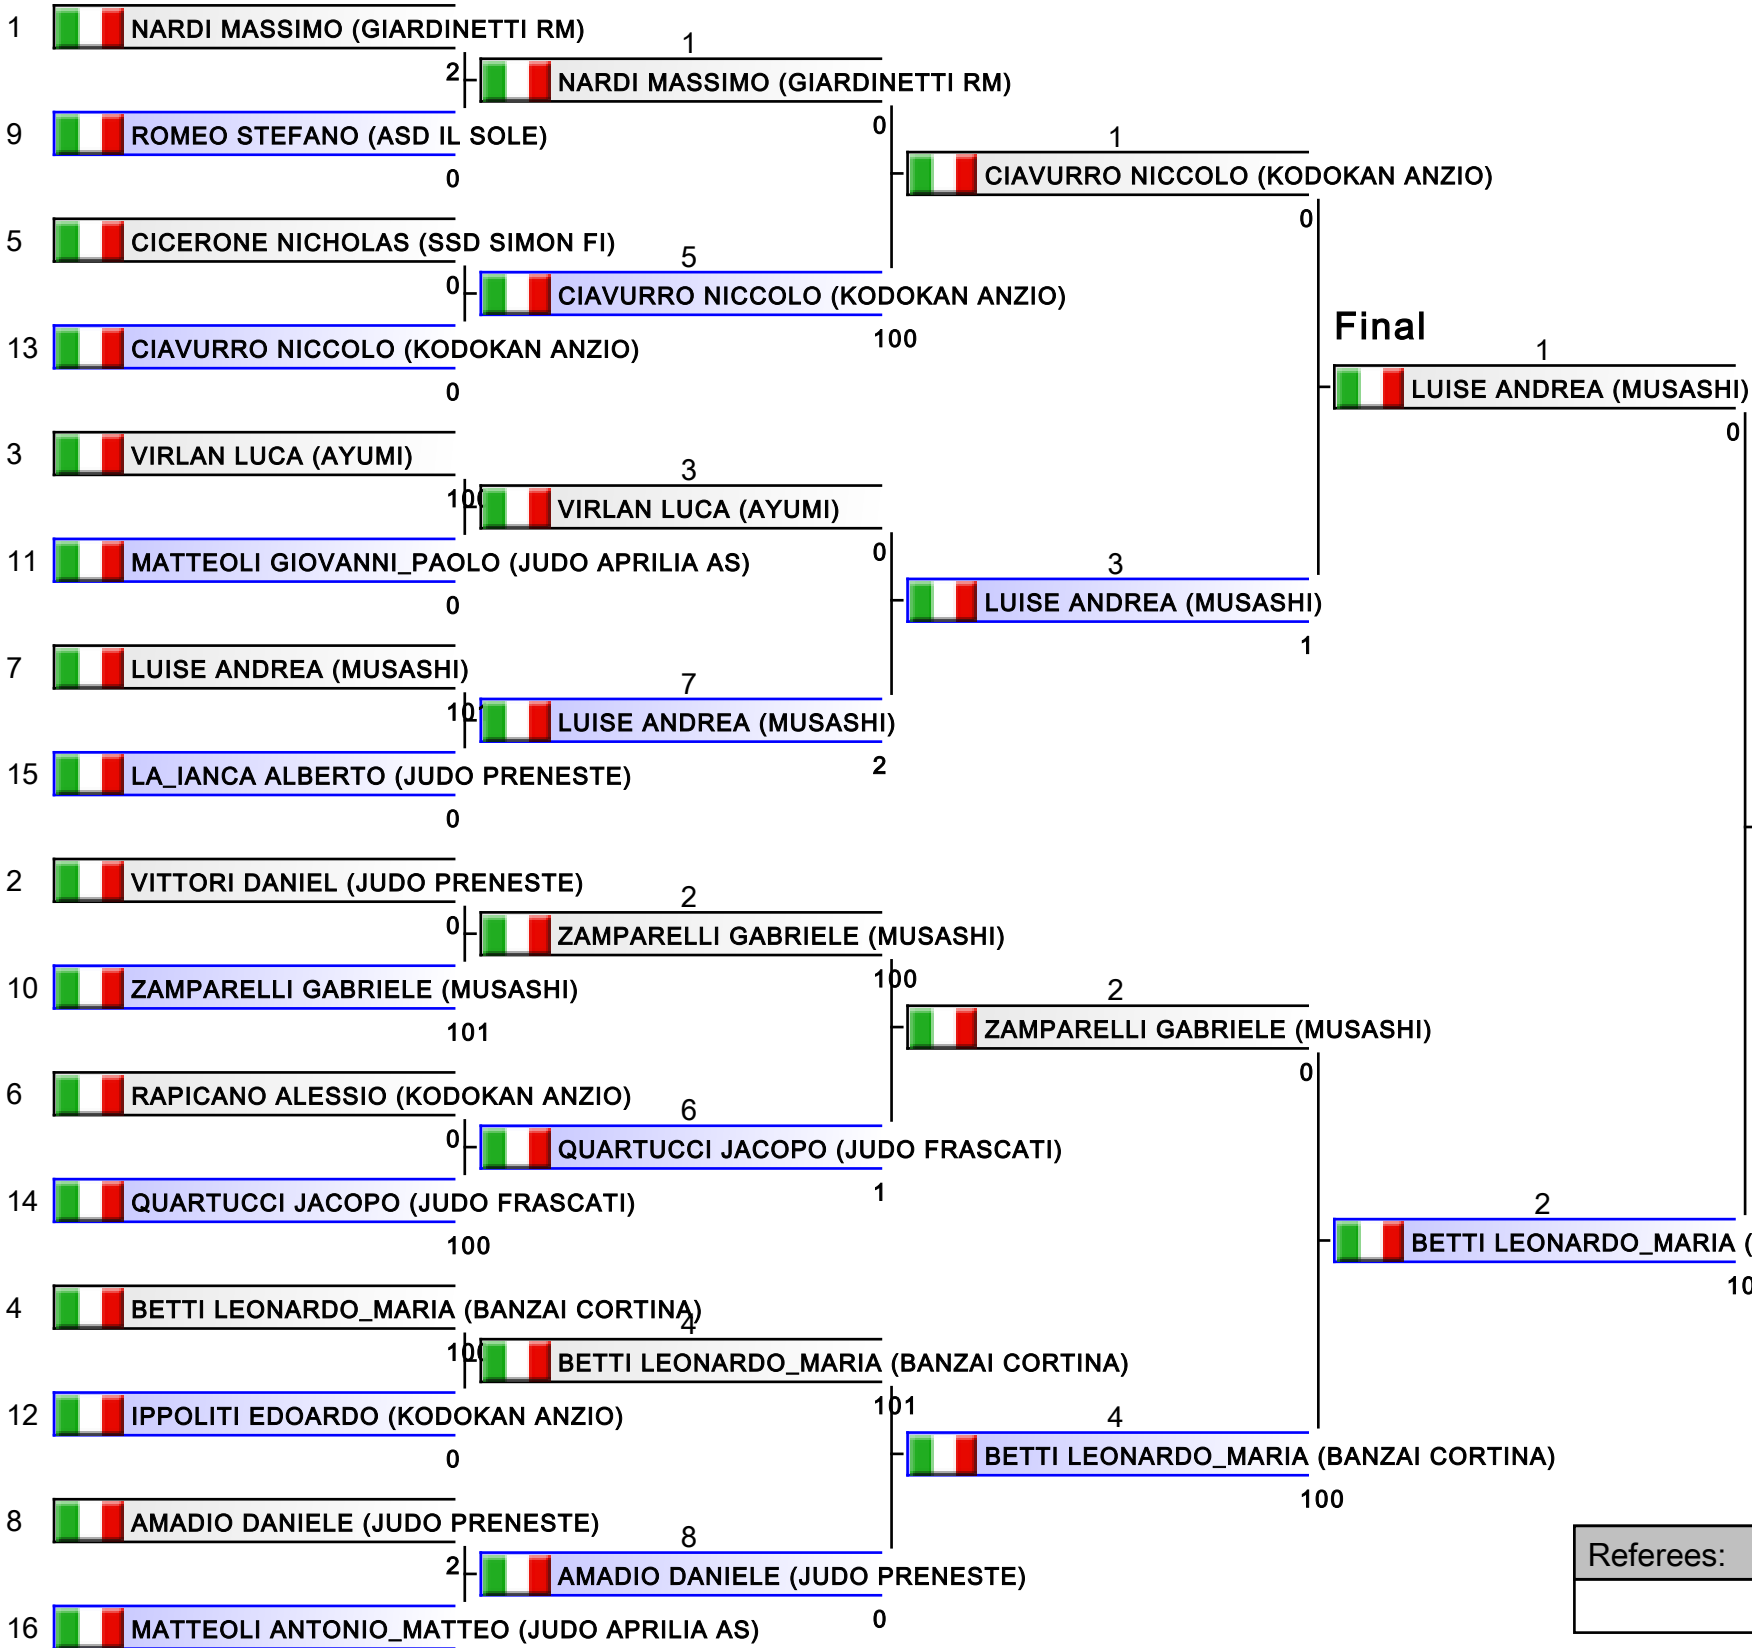 1 NARDI MASSIMO (GIARDINETTI RM)
2
9 ROMEO STEFANO (ASD IL SOLE)
0
5 CICERONE NICHOLAS (SSD SIMON FI)
0
13 CIAVURRO NICCOLO (KODOKAN ANZIO)
0
3 VIRLAN LUCA (AYUMI)
11 MATTEOLI GIOVANNI_PAOLO (JUDO APRILIA AS)
0
7 LUISE ANDREA (MUSASHI)
15 LA_IANCA ALBERTO (JUDO PRENESTE)
0
2 VITTORI DANIEL (JUDO PRENESTE)
0
10 ZAMPARELLI GABRIELE (MUSASHI)
101
6 RAPICANO ALESSIO (KODOKAN ANZIO)
0
14 QUARTUCCI JACOPO (JUDO FRASCATI)
100
4 BETTI LEONARDO_MARIA (BANZAI CORTINA)
12 IPPOLITI EDOARDO (KODOKAN ANZIO)
0
8 AMADIO DANIELE (JUDO PRENESTE)
2
16 MATTEOLI ANTONIO_MATTEO (JUDO APRILIA AS)
1
NARDI MASSIMO (GIARDINETTI RM)
0
5
CIAVURRO NICCOLO (KODOKAN ANZIO)
100
3
VIRLAN LUCA (AYUMI)
0
7
LUISE ANDREA (MUSASHI)
2
2
ZAMPARELLI GABRIELE (MUSASHI)
100
6
QUARTUCCI JACOPO (JUDO FRASCATI)
1
4
BETTI LEONARDO_MARIA (BANZAI CORTINA)
101
8
AMADIO DANIELE (JUDO PRENESTE)
0
1
CIAVURRO NICCOLO (KODOKAN ANZIO)
0
3
LUISE ANDREA (MUSASHI)
1
2
ZAMPARELLI GABRIELE (MUSASHI)
0
4
BETTI LEONARDO_MARIA (BANZAI CORTINA)
100
Final
1
LUISE ANDREA (MUSASHI)
0
2
BETTI LEONARDO_MARIA (
10
Referees: